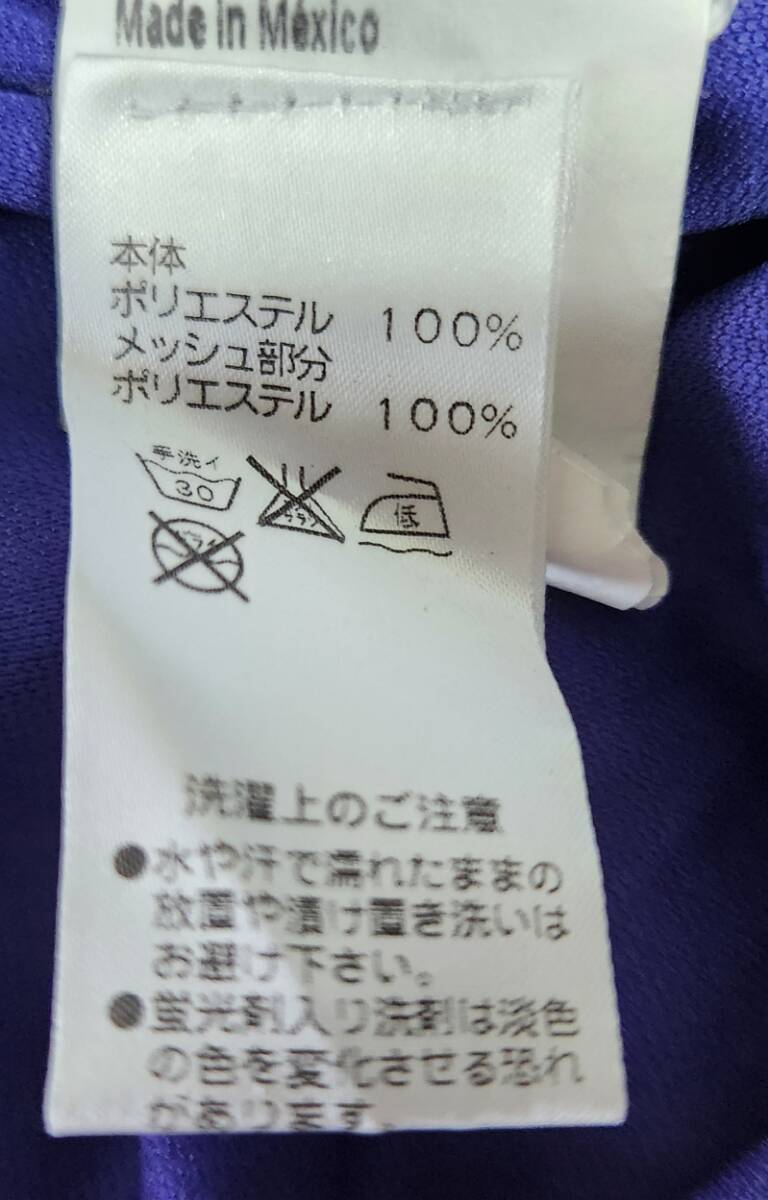 Made in México
本体
ポリエステル 100%
メッシュ部分
ポリエステル 100%
手洗イ
30
低
洗濯上のご注意
●水や汗で濡れたままの
放置や漬け置き洗いは
お避け下さい。
●蛍光剤入り洗剤は淡色
の色を変化させる恐れ
があります。